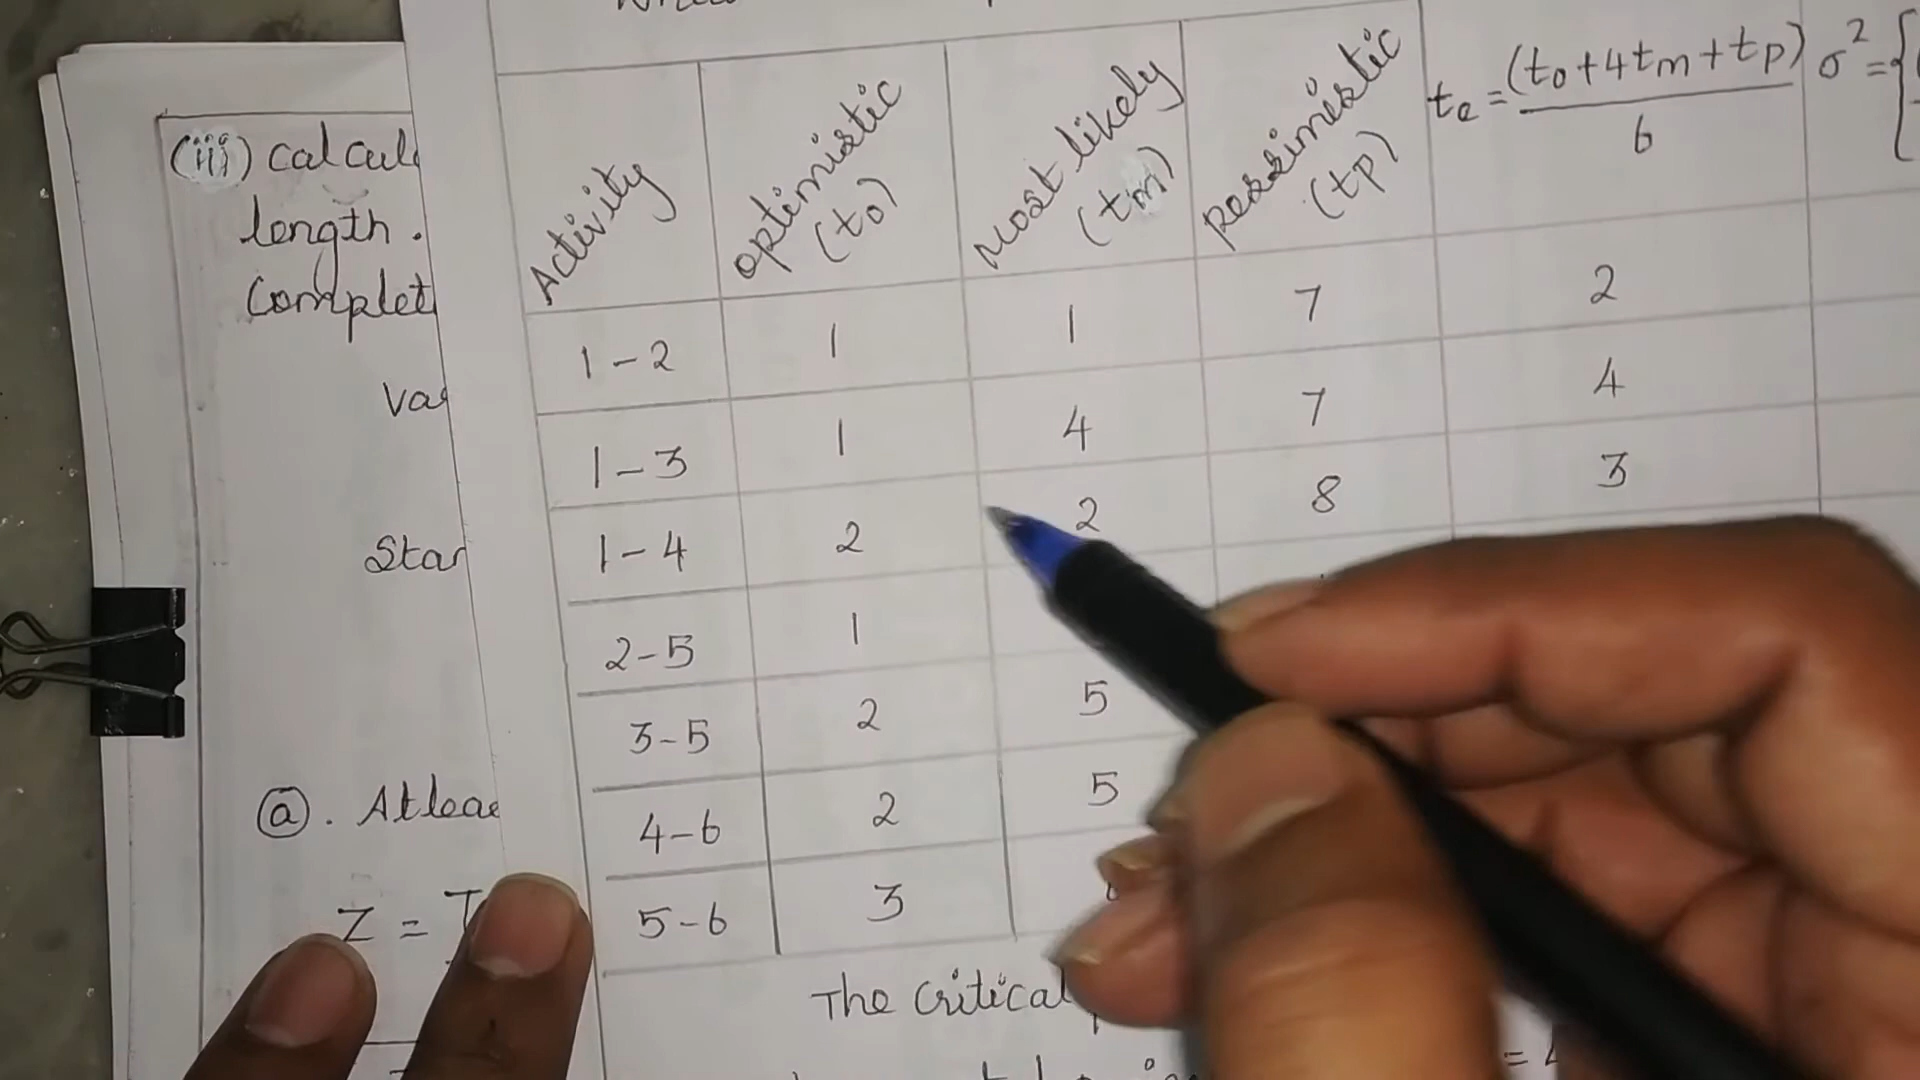 (iii) calcul
length.
Complet
Va
Star
ⓐ. Atleas
Z = T
Activity | optimistic (to) | Most likely (tm) | pessimistic (tp) | te = (to+4tm+tp) / 6 | σ² = {
1-2 | 1 | 1 | 7 | 2
1-3 | 1 | 4 | 7 | 4
1-4 | 2 | 2 | 8 | 3
2-5 | 1
3-5 | 2 | 5
4-6 | 2 | 5
5-6 | 3
The critical